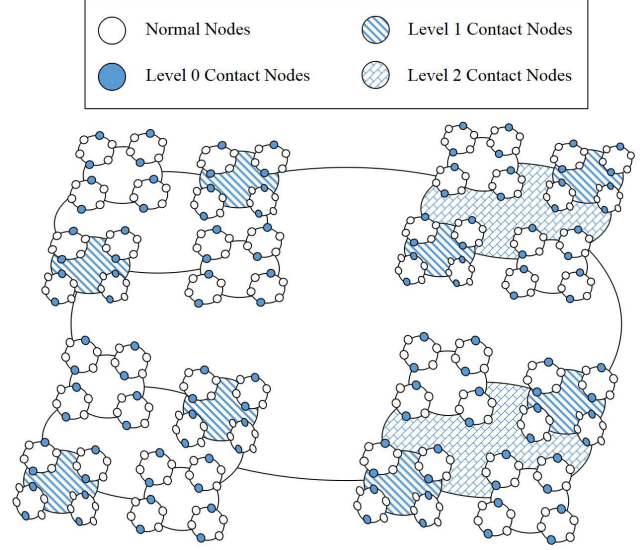 Normal Nodes
Level 1 Contact Nodes
Level 0 Contact Nodes
Level 2 Contact Nodes